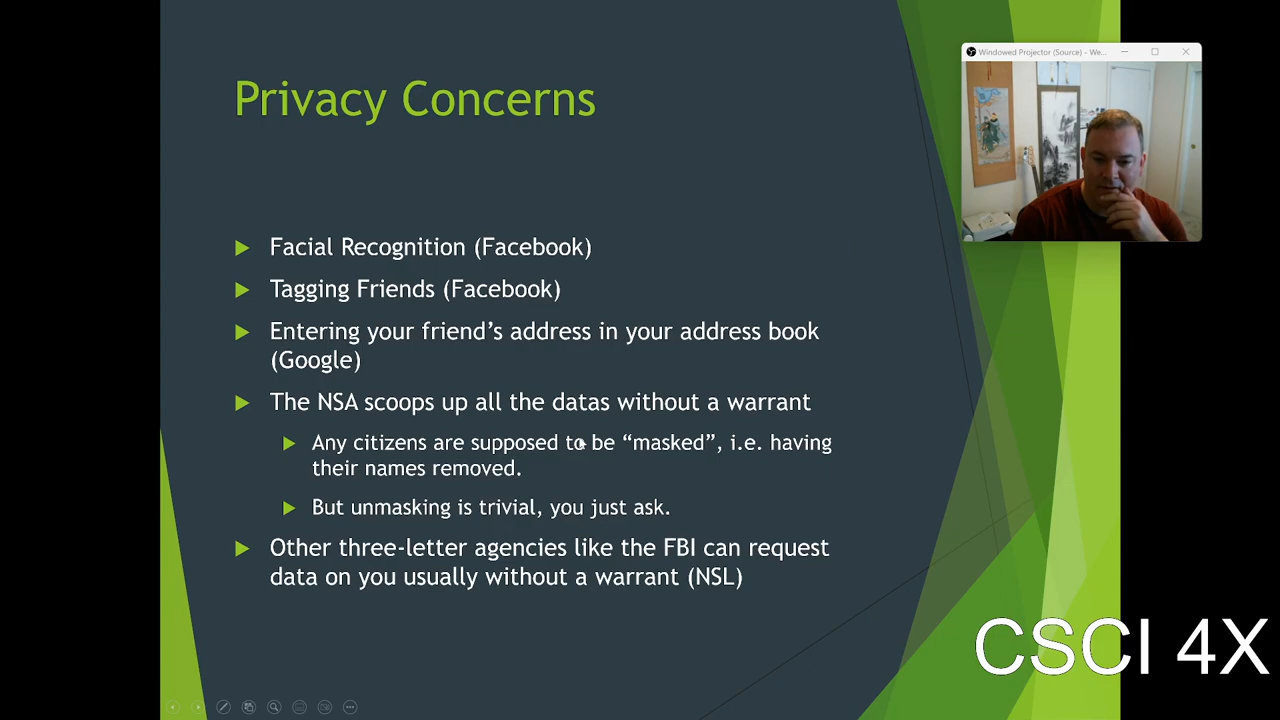 Windowed Projector (Source) - We...
Privacy Concerns
Facial Recognition (Facebook)
Tagging Friends (Facebook)
Entering your friend’s address in your address book
(Google)
The NSA scoops up all the datas without a warrant
Any citizens are supposed to be “masked”, i.e. having
their names removed.
But unmasking is trivial, you just ask.
Other three-letter agencies like the FBI can request
data on you usually without a warrant (NSL)
CSCI 4X